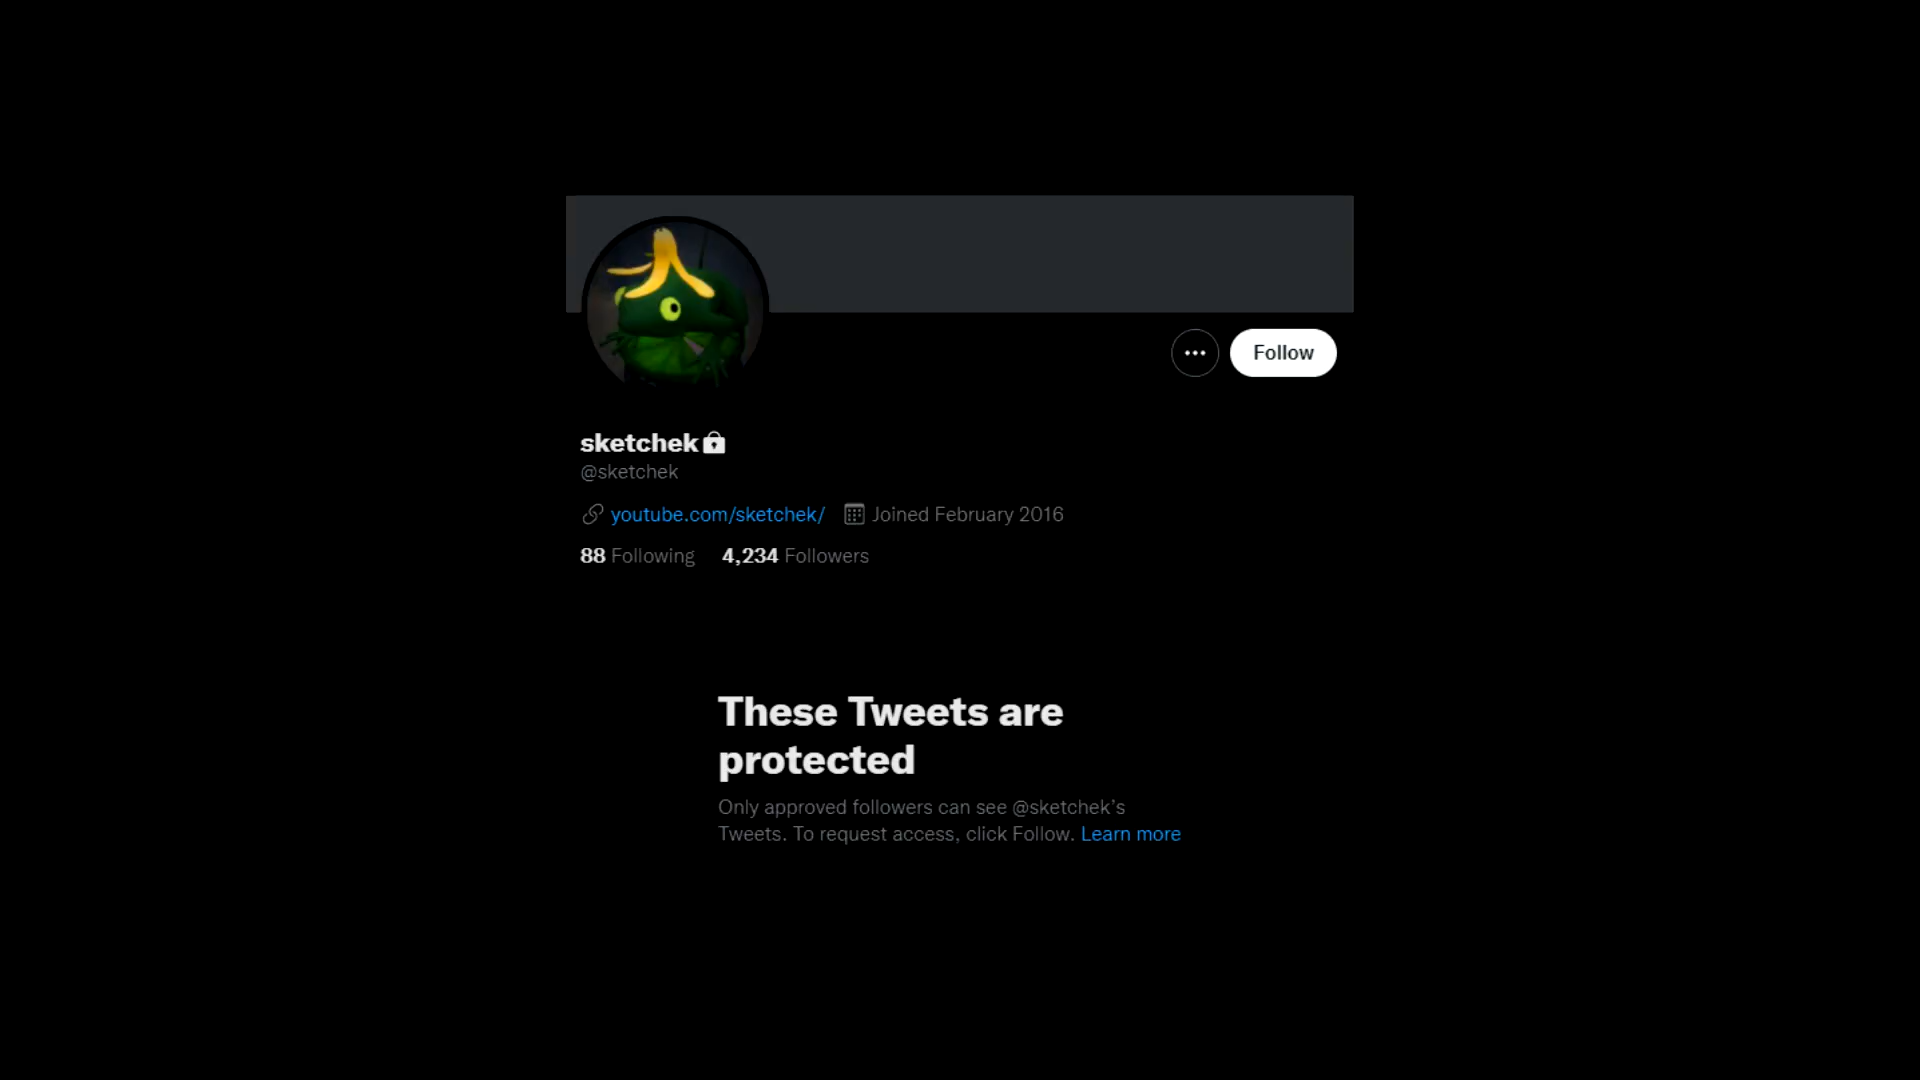 Follow
sketchek
@sketchek
youtube.com/sketchek/ Joined February 2016
88 Following 4,234 Followers
These Tweets are
protected
Only approved followers can see @sketchek’s
Tweets. To request access, click Follow. Learn more